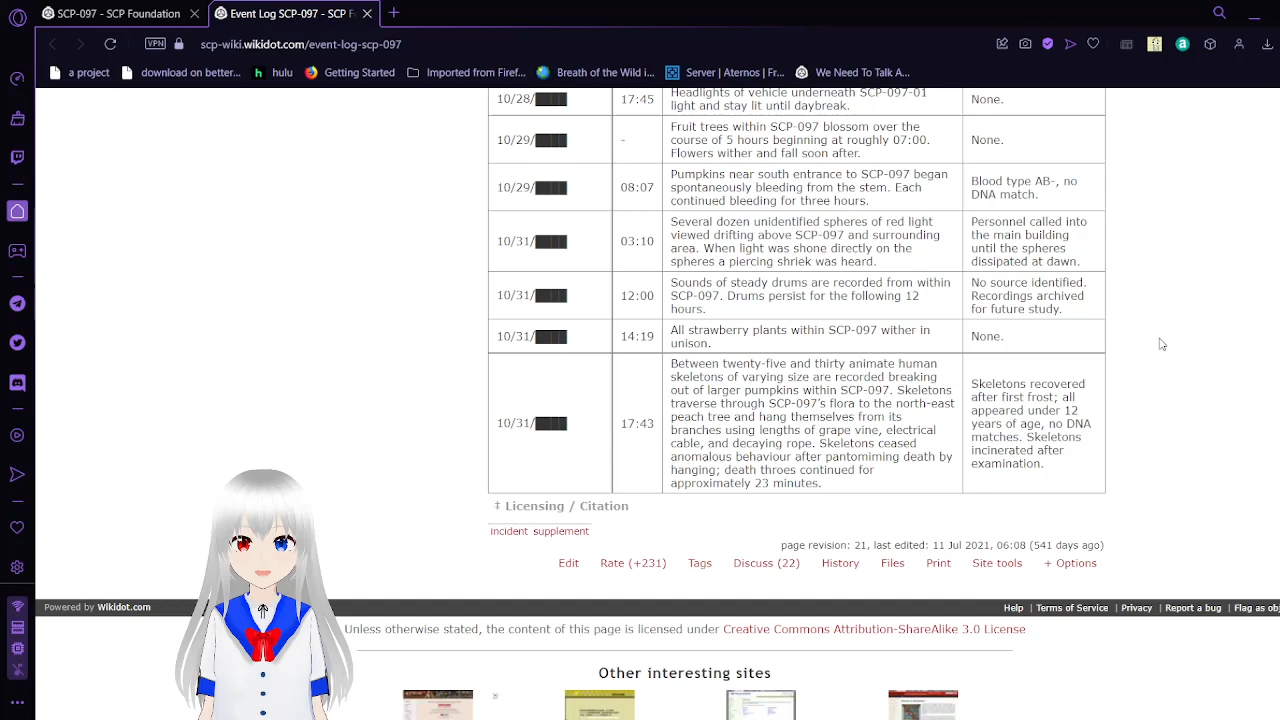 SCP-097 - SCP Foundation
Event Log SCP-097 - SCP F
scp-wiki.wikidot.com/event-log-scp-097
VPN
a project
download on better...
hulu
Getting Started
Imported from Firef...
Breath of the Wild i...
Server | Aternos | Fr...
We Need To Talk A...
10/28/
17:45
Headlights of vehicle underneath SCP-097-01
light and stay lit until daybreak.
None.
10/29/
-
Fruit trees within SCP-097 blossom over the
course of 5 hours beginning at roughly 07:00.
Flowers wither and fall soon after.
None.
10/29/
08:07
Pumpkins near south entrance to SCP-097 began
spontaneously bleeding from the stem. Each
continued bleeding for three hours.
Blood type AB-, no
DNA match.
10/31/
03:10
Several dozen unidentified spheres of red light
viewed drifting above SCP-097 and surrounding
area. When light was shone directly on the
spheres a piercing shriek was heard.
Personnel called into
the main building
until the spheres
dissipated at dawn.
10/31/
12:00
Sounds of steady drums are recorded from within
SCP-097. Drums persist for the following 12
hours.
No source identified.
Recordings archived
for future study.
10/31/
14:19
All strawberry plants within SCP-097 wither in
unison.
None.
10/31/
17:43
Between twenty-five and thirty animate human
skeletons of varying size are recorded breaking
out of larger pumpkins within SCP-097. Skeletons
traverse through SCP-097's flora to the north-east
peach tree and hang themselves from its
branches using lengths of grape vine, electrical
cable, and decaying rope. Skeletons ceased
anomalous behaviour after pantomiming death by
hanging; death throes continued for
approximately 23 minutes.
Skeletons recovered
after first frost; all
appeared under 12
years of age, no DNA
matches. Skeletons
incinerated after
examination.
‡ Licensing / Citation
incident supplement
page revision: 21, last edited: 11 Jul 2021, 06:08 (541 days ago)
Edit Rate (+231) Tags Discuss (22) History Files Print Site tools + Options
Powered by Wikidot.com
Help | Terms of Service | Privacy | Report a bug | Flag as obj
Unless otherwise stated, the content of this page is licensed under Creative Commons Attribution-ShareAlike 3.0 License
Other interesting sites